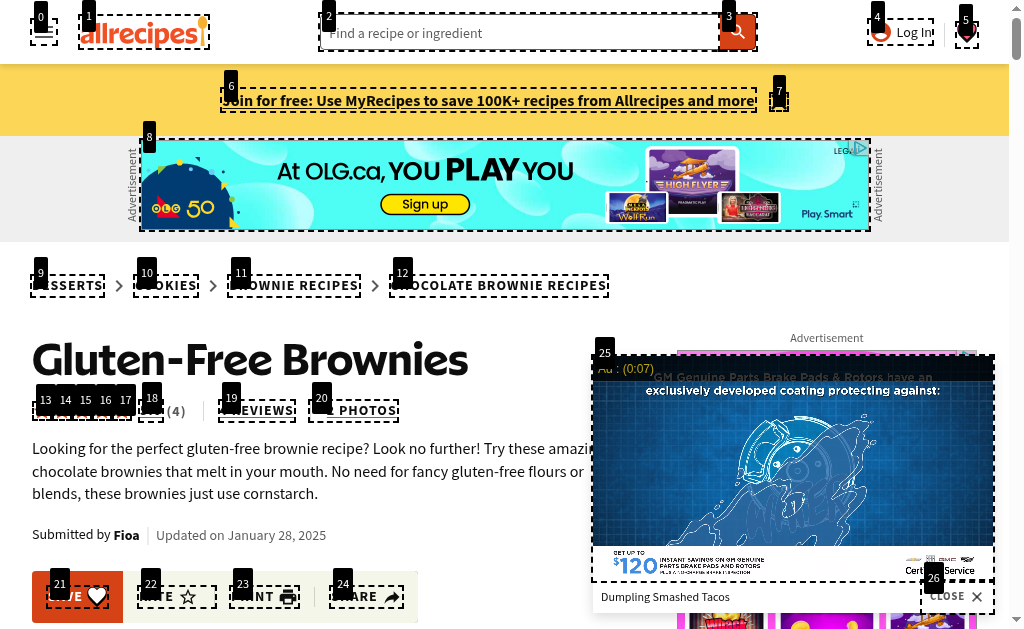 0
1
2
3
4
5
allrecipes
Find a recipe or ingredient
Log In
6
7
Join for free: Use MyRecipes to save 100K+ recipes from Allrecipes and more
8
Advertisement
At OLG.ca, YOU PLAY YOU
Sign up
OLG 50
HIGH FLYER
PRAGMATIC PLAY
LEGAL
Play Smart
Advertisement
9
10
11
12
DESSERTS
COOKIES
BROWNIE RECIPES
CHOCOLATE BROWNIE RECIPES
Gluten-Free Brownies
13
14
15
16
17
18
19
20
(4)
REVIEWS
2 PHOTOS
Looking for the perfect gluten-free brownie recipe? Look no further! Try these amazin
chocolate brownies that melt in your mouth. No need for fancy gluten-free flours or
blends, these brownies just use cornstarch.
Submitted by Fioa
Updated on January 28, 2025
21
22
23
24
SAVE
RATE
PRINT
SHARE
Advertisement
25
Ad : (0:07)
GM Genuine Parts Brake Pads & Rotors have an
exclusively developed coating protecting against:
GET UP TO
$120
INSTANT SAVINGS ON GM GENUINE
PARTS BRAKE PADS AND ROTORS
Dumpling Smashed Tacos
26
CLOSE